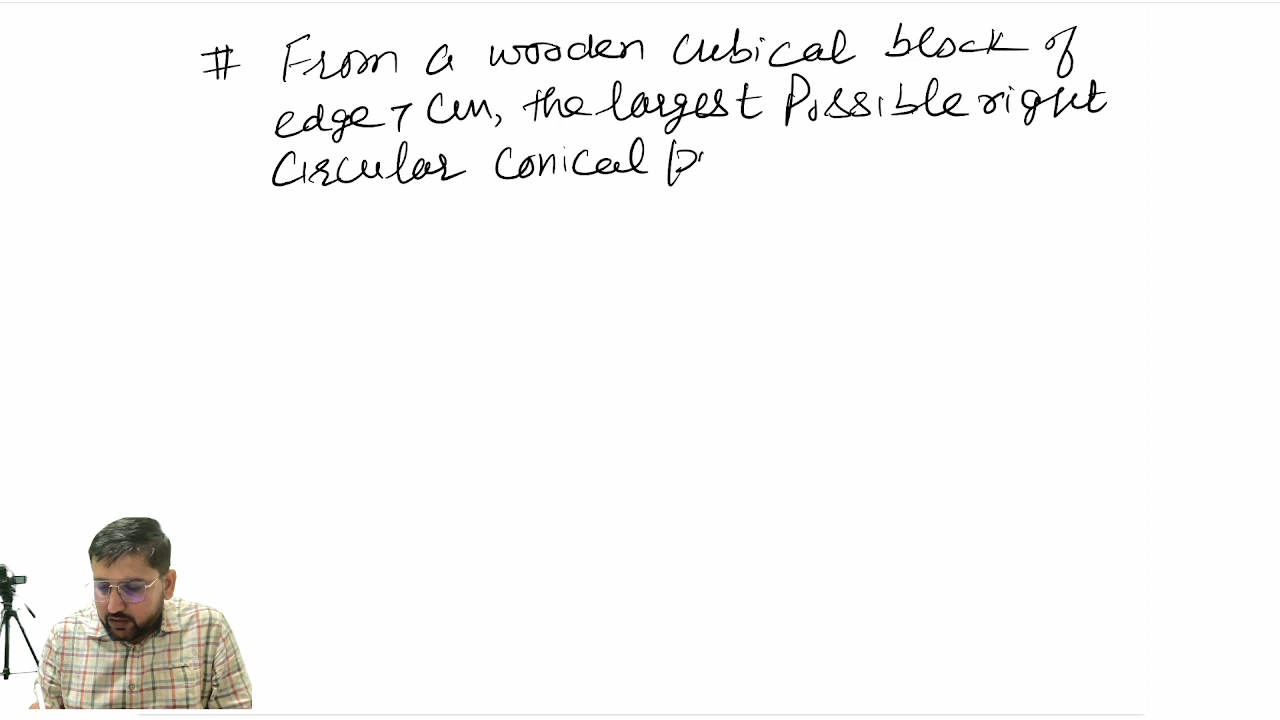 # From a wooden cubical block of
edge 7 cm, the largest Possible right
Circular Conical p